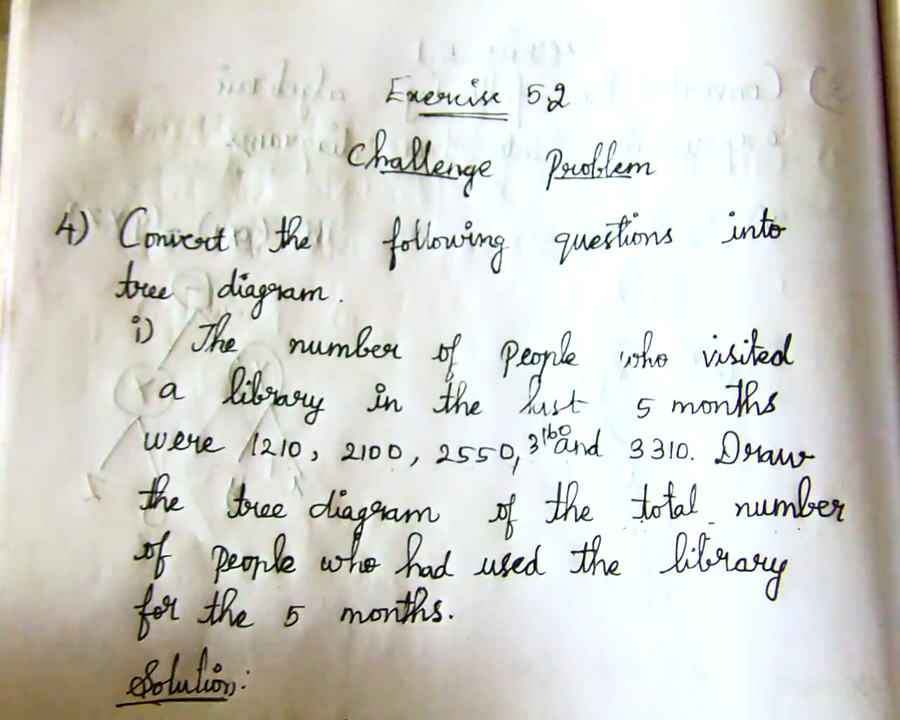 Exercise 5.2
Challenge Problem
4) Convert the following questions into
tree diagram.
i) The number of people who visited
a library in the last 5 months
were 1210, 2100, 2550, 3160 and 3310. Draw
the tree diagram of the total number
of people who had used the library
for the 5 months.
Solution: